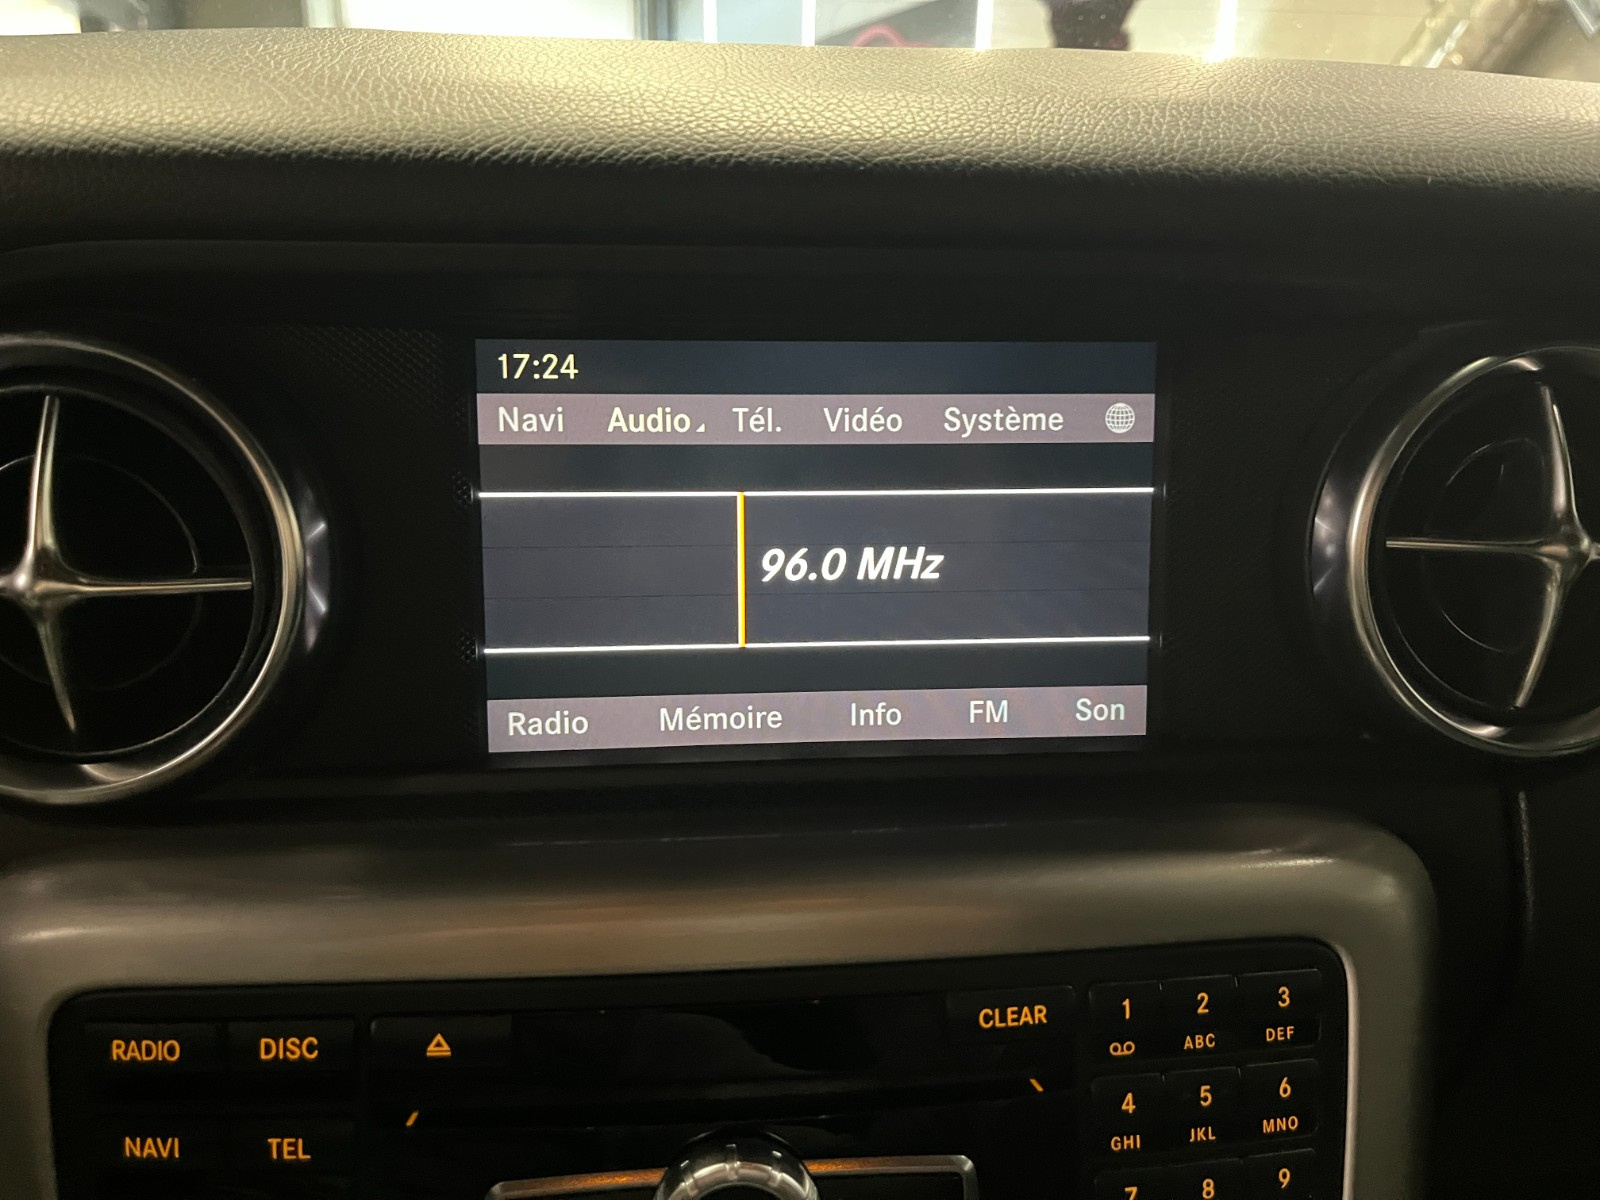 17:24
Navi Audio Tél. Vidéo Système
96.0 MHz
Radio Mémoire Info FM Son
RADIO DISC CLEAR 1 2 ABC 3 DEF
NAVI TEL 4 GHI 5 JKL 6 MNO
7 8 9